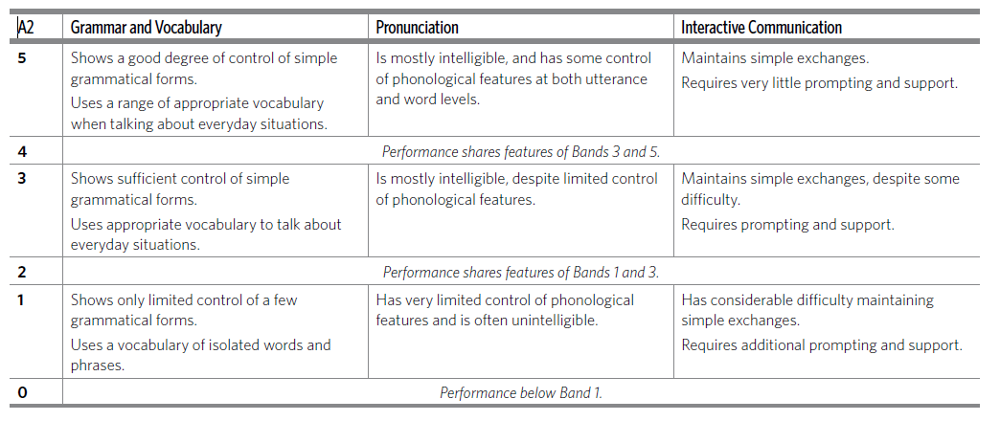 A2 Grammar and Vocabulary Pronunciation Interactive Communication
5
Shows a good degree of control of simple
grammatical forms.
Uses a range of appropriate vocabulary
when talking about everyday situations.
Is mostly intelligible, and has some control
of phonological features at both utterance
and word levels.
Maintains simple exchanges.
Requires very little prompting and support.
4 Performance shares features of Bands 3 and 5.
3
Shows sufficient control of simple
grammatical forms.
Uses appropriate vocabulary to talk about
everyday situations.
Is mostly intelligible, despite limited control
of phonological features.
Maintains simple exchanges, despite some
difficulty.
Requires prompting and support.
2 Performance shares features of Bands 1 and 3.
1
Shows only limited control of a few
grammatical forms.
Uses a vocabulary of isolated words and
phrases.
Has very limited control of phonological
features and is often unintelligible.
Has considerable difficulty maintaining
simple exchanges.
Requires additional prompting and support.
0 Performance below Band 1.